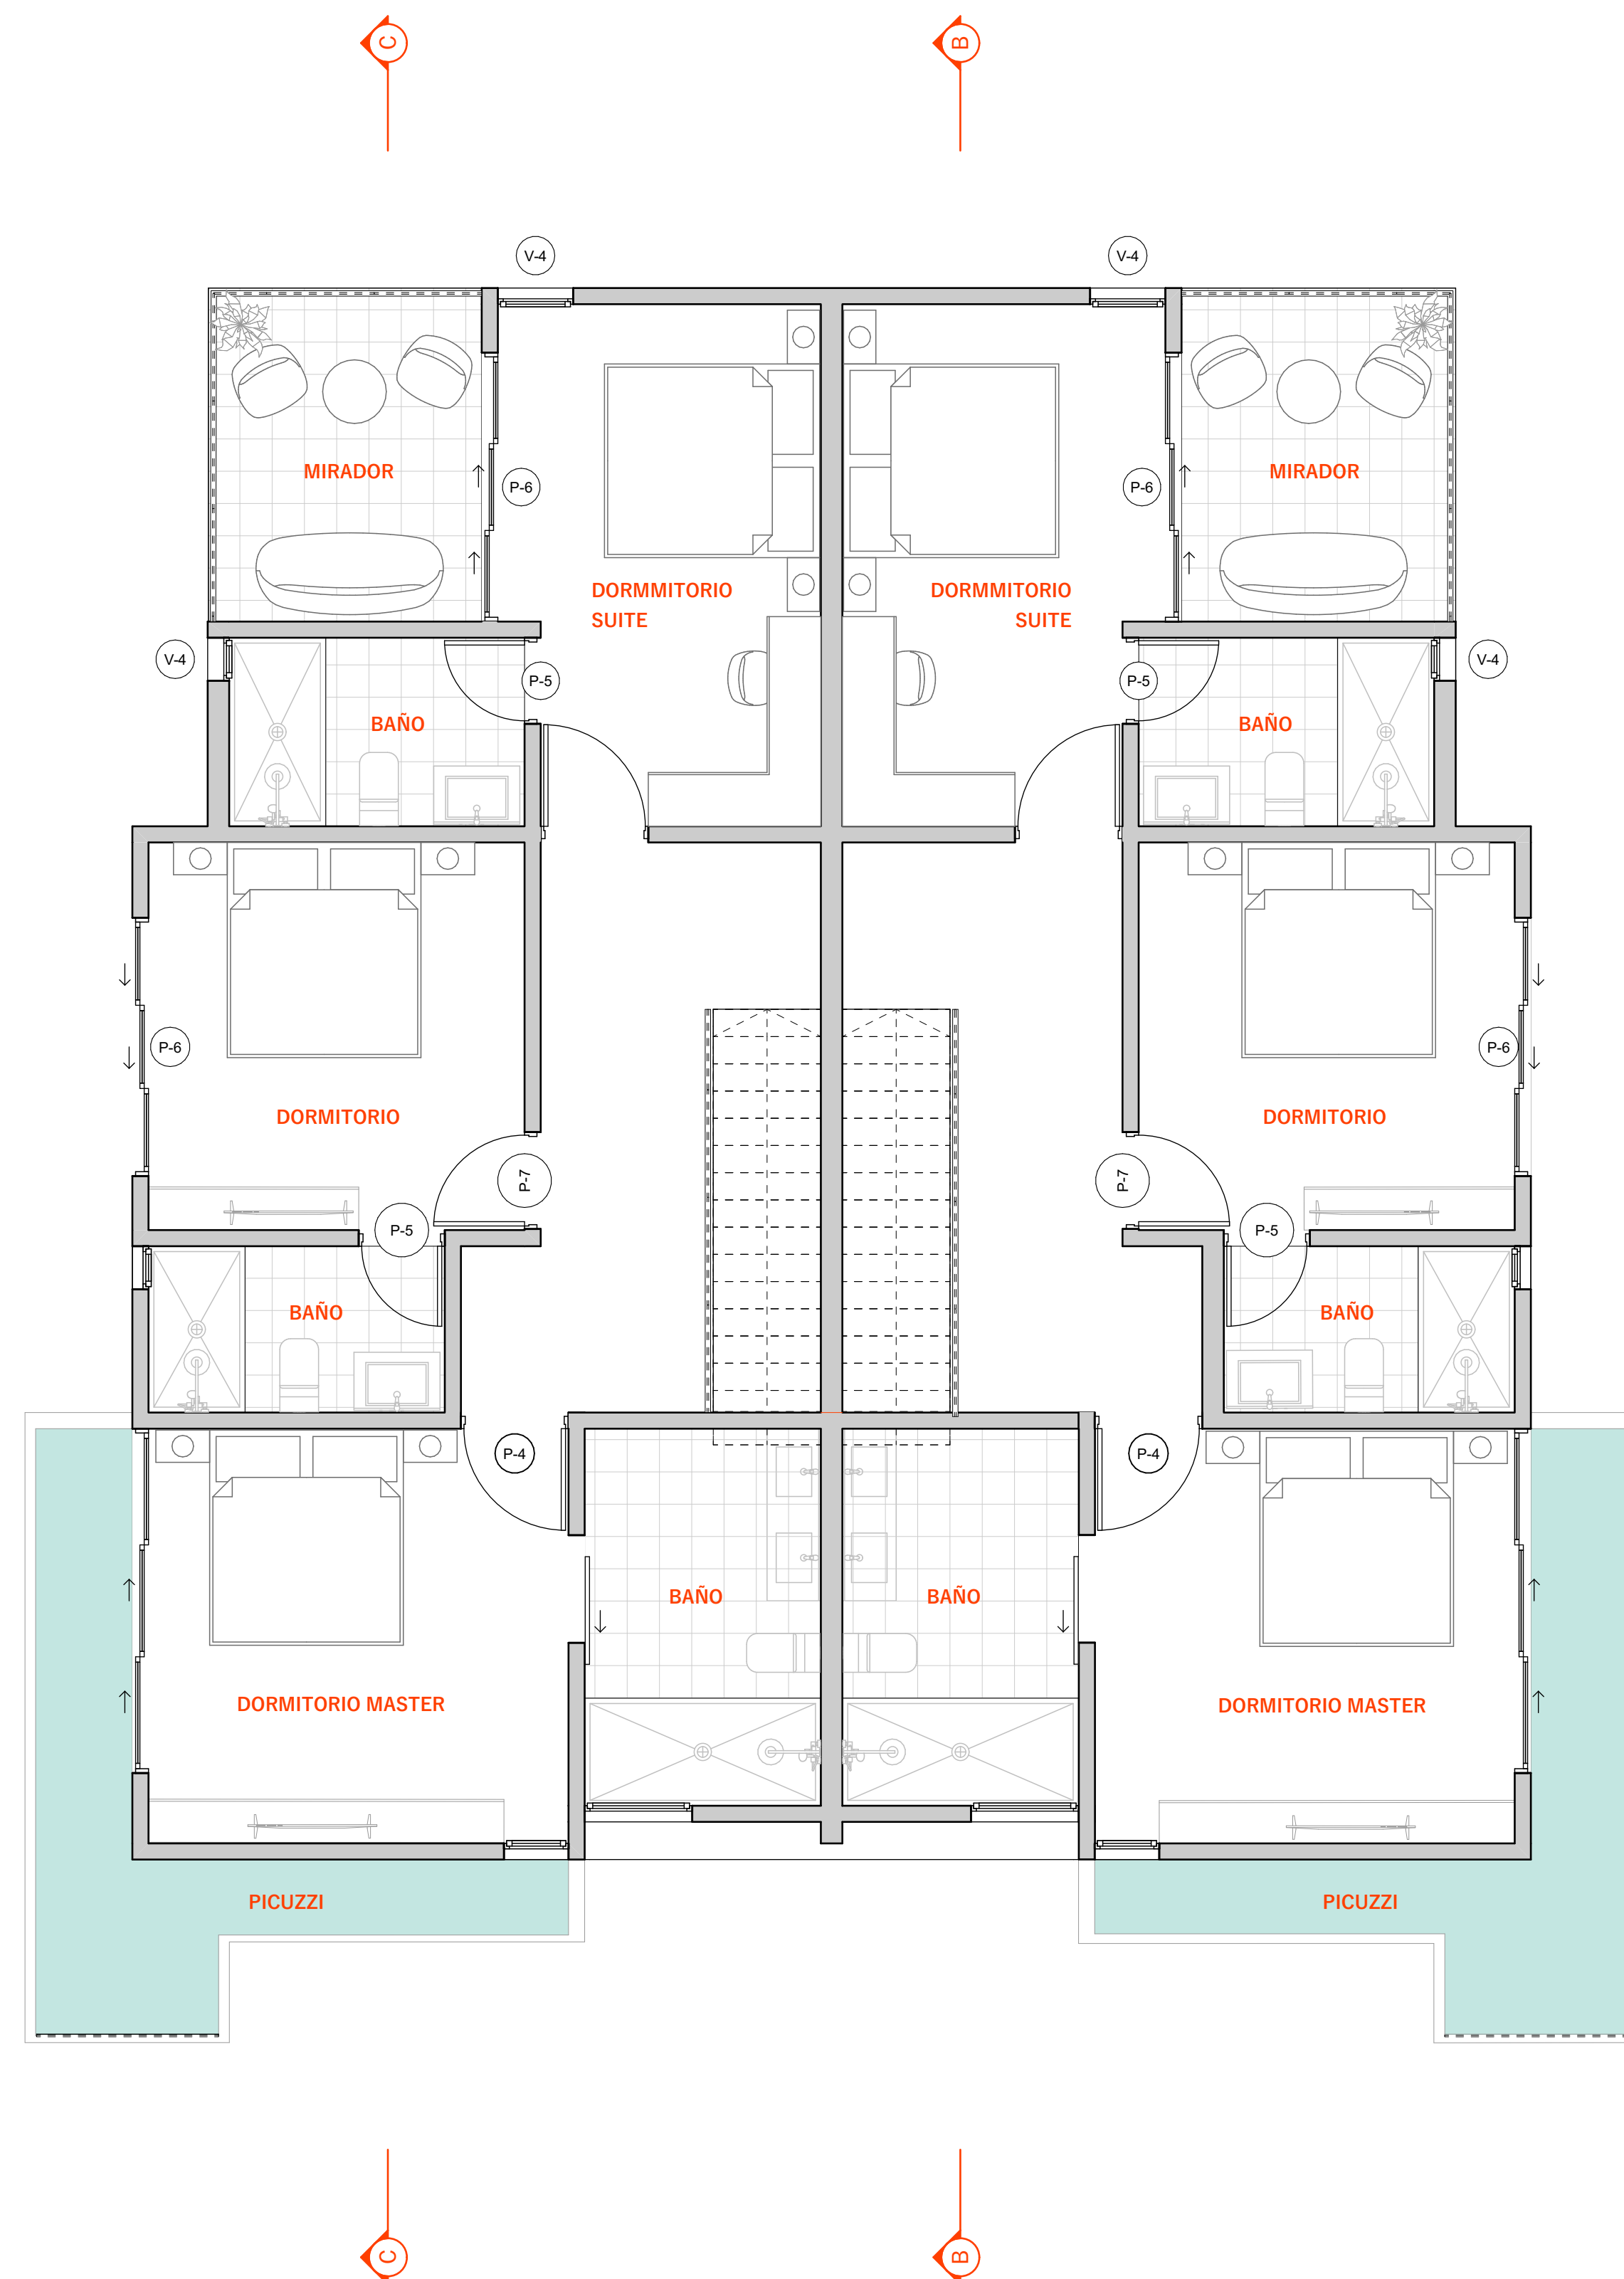 C
B
V-4
V-4
MIRADOR
MIRADOR
P-6
P-6
DORMMITORIO
SUITE
DORMMITORIO
SUITE
V-4
P-5
P-5
V-4
BAÑO
BAÑO
P-6
P-6
DORMITORIO
DORMITORIO
P-7
P-7
P-5
P-5
BAÑO
BAÑO
P-4
P-4
BAÑO
BAÑO
DORMITORIO MASTER
DORMITORIO MASTER
PICUZZI
PICUZZI
C
B